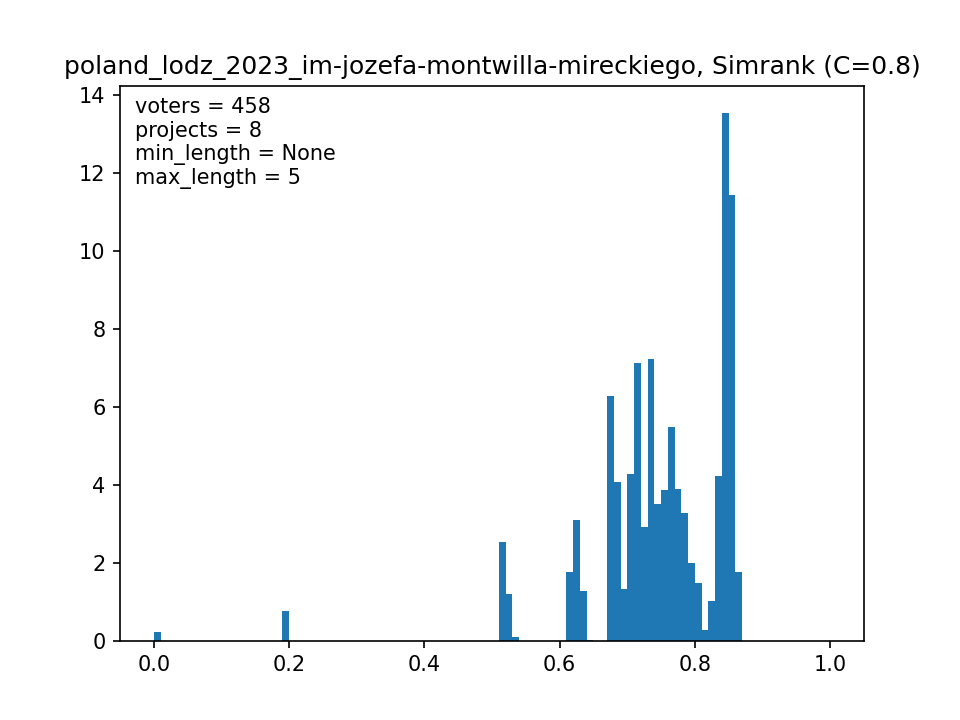 poland_lodz_2023_im-jozefa-montwilla-mireckiego, Simrank (C=0.8)
voters = 458
projects = 8
min_length = None
max_length = 5
14
12
10
8
6
4
2
0
0.0 0.2 0.4 0.6 0.8 1.0